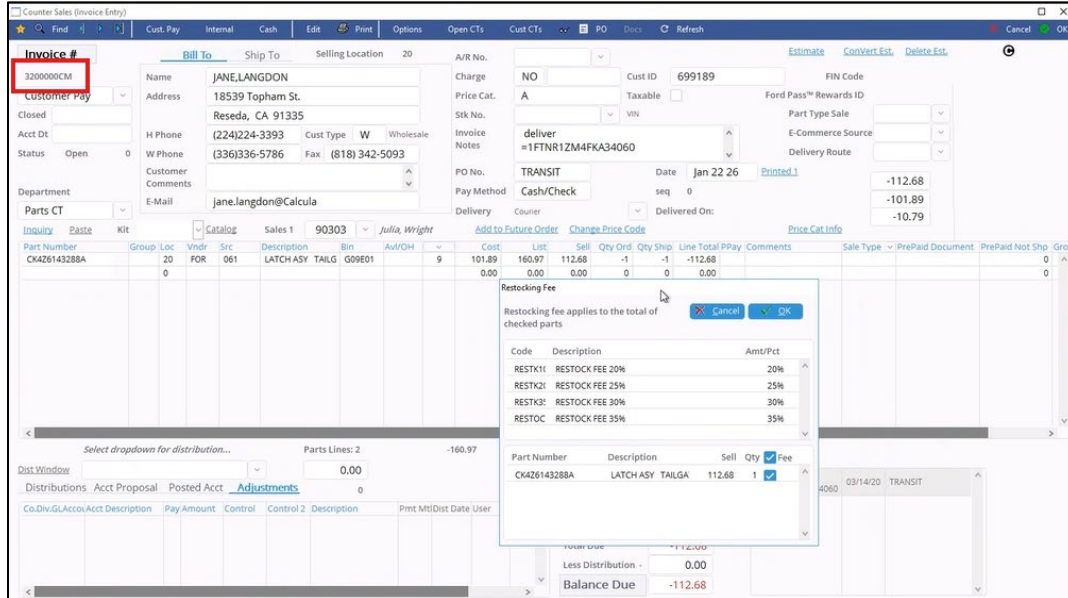 Counter Sales (Invoice Entry)
Find Cust. Pay Internal Cash Edit Print Options Open CTs Cust CTs PO Docs Refresh Cancel OK
Invoice # Bill To Ship To Selling Location 20 A/R No. Estimate ConVert Est. Delete Est.
3200000CM Name JANE,LANGDON Charge NO Cust ID 699189 FIN Code
Customer Pay Address 18539 Topham St. Price Cat. A Taxable Ford Pass™ Rewards ID
Closed Reseda, CA 91335 Stk No. VIN Part Type Sale
Acct Dt H Phone (224)224-3393 Cust Type W Wholesale Invoice Notes deliver E-Commerce Source
=1FTNR1ZM4FKA34060
Status Open 0 W Phone (336)336-5786 Fax (818) 342-5093 Delivery Route
Customer Comments PO No. TRANSIT Date Jan 22 26 Printed 1 -112.68
Department E-Mail jane.langdon@Calcula Pay Method Cash/Check seq 0 -101.89
Parts CT Delivery Courier Delivered On: -10.79
Inquiry Paste Kit Catalog Sales 1 90303 Julia, Wright Add to Future Order Change Price Code Price Cat Info
Part Number Group Loc Vndr Src Description Bin Avl/OH Cost List Sell Qty Ord Qty Ship Line Total PPay Comments Sale Type PrePaid Document PrePaid Not Shp Gro
CK4Z6143288A 20 FOR 061 LATCH ASY TAILG G09E01 9 101.89 160.97 112.68 -1 -1 -112.68 0
0 0.00 0.00 0.00 0 0 0.00 0
Restocking Fee
Restocking fee applies to the total of checked parts Cancel OK
Code Description Amt/Pct
RESTK1( RESTOCK FEE 20% 20%
RESTK2( RESTOCK FEE 25% 25%
RESTK3! RESTOCK FEE 30% 30%
RESTOC RESTOCK FEE 35% 35%
Part Number Description Sell Qty Fee
CK4Z6143288A LATCH ASY TAILGA 112.68 1
Select dropdown for distribution... Parts Lines: 2 -160.97
Dist Window 0.00
Distributions Acct Proposal Posted Acct Adjustments 0
4060 03/14/20 TRANSIT
Co.Div.GLAccou Acct Description Pay Amount Control Control 2 Description Pmt Mtl Dist Date User
Total Due -112.68
Less Distribution - 0.00
Balance Due -112.68